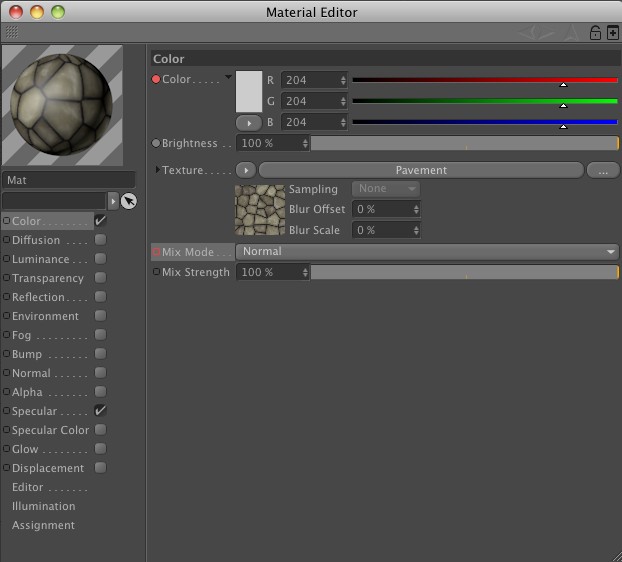 Material Editor
Color
Color..... R 204
G 204
B 204
Brightness .. 100 %
Texture..... Pavement ...
Sampling None
Blur Offset 0 %
Blur Scale 0 %
Mix Mode... Normal
Mix Strength 100 %
Mat
Color........
Diffusion ....
Luminance ...
Transparency
Reflection....
Environment
Fog ........
Bump .......
Normal .....
Alpha .......
Specular .....
Specular Color
Glow .......
Displacement
Editor .......
Illumination
Assignment